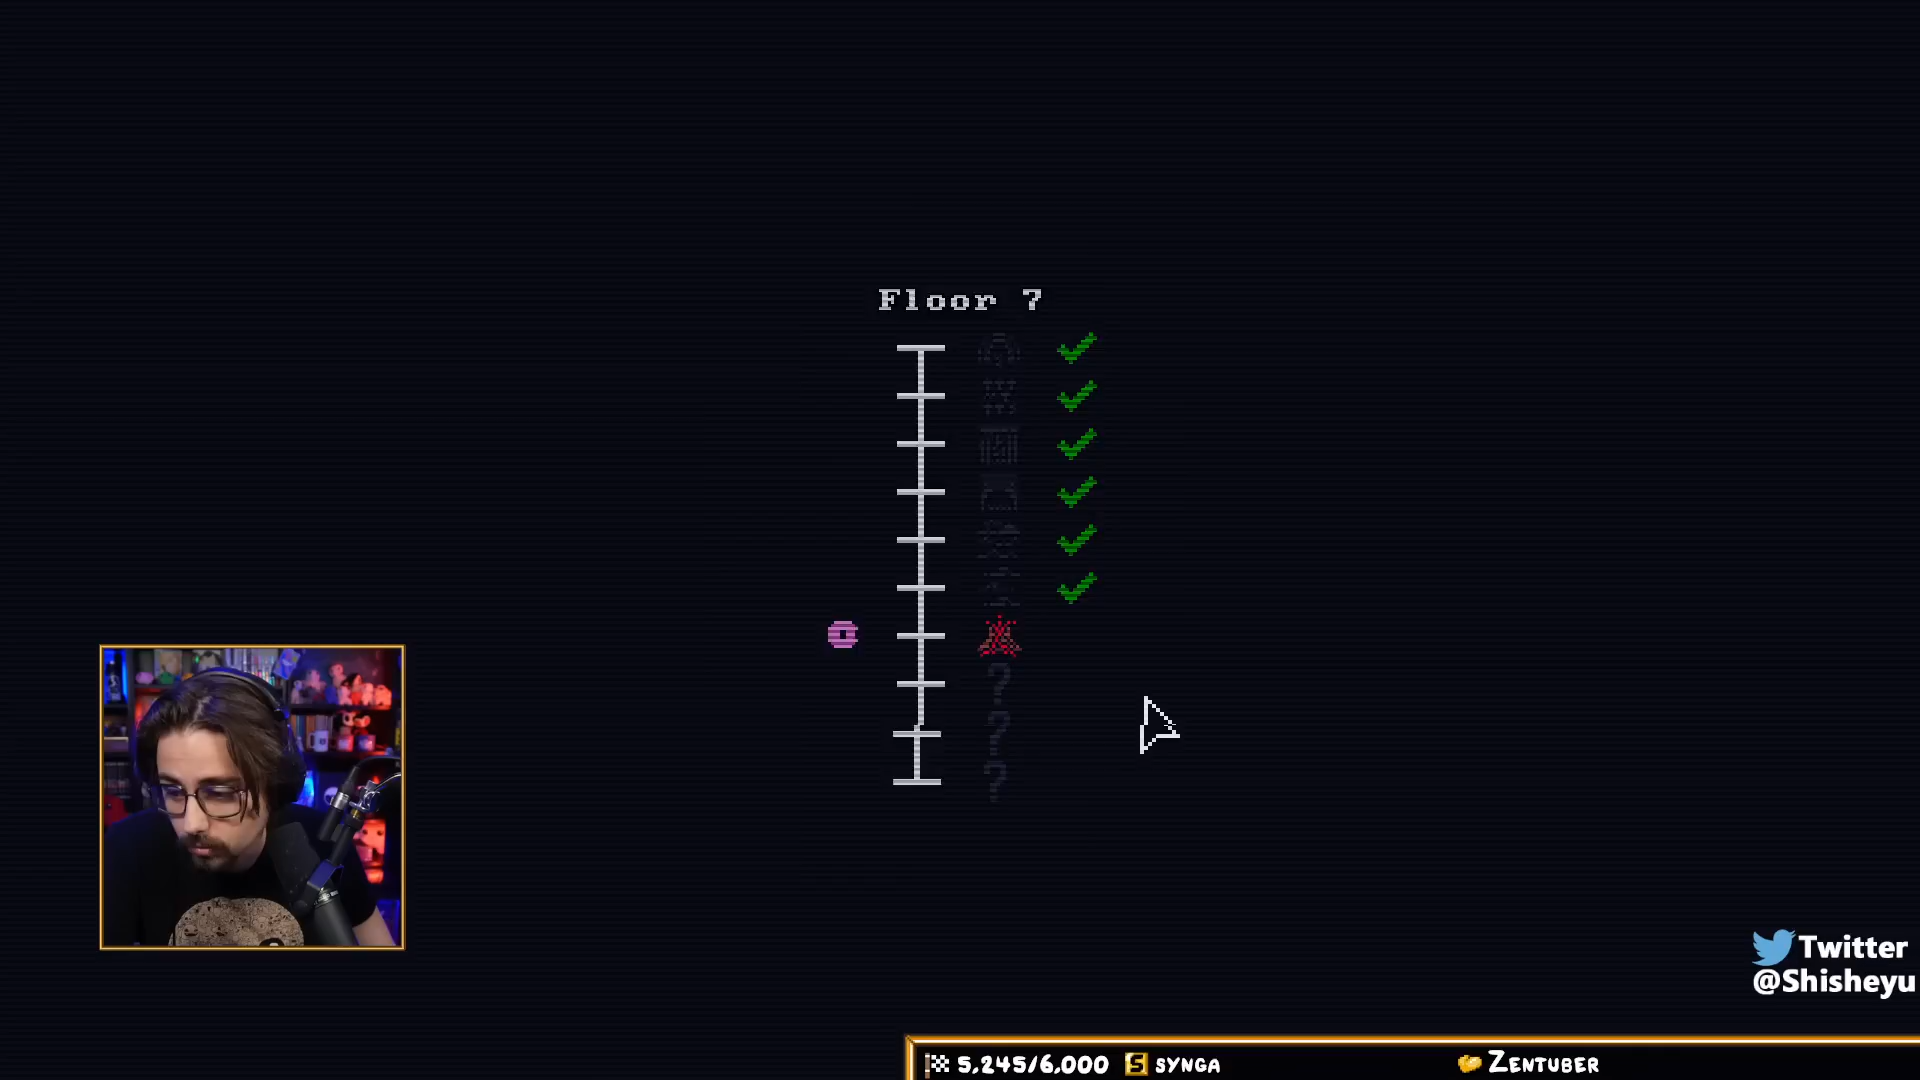 Floor 7
?
?
?
Twitter
@Shisheyu
5,245/6,000 S SYNGA ZENTUBER